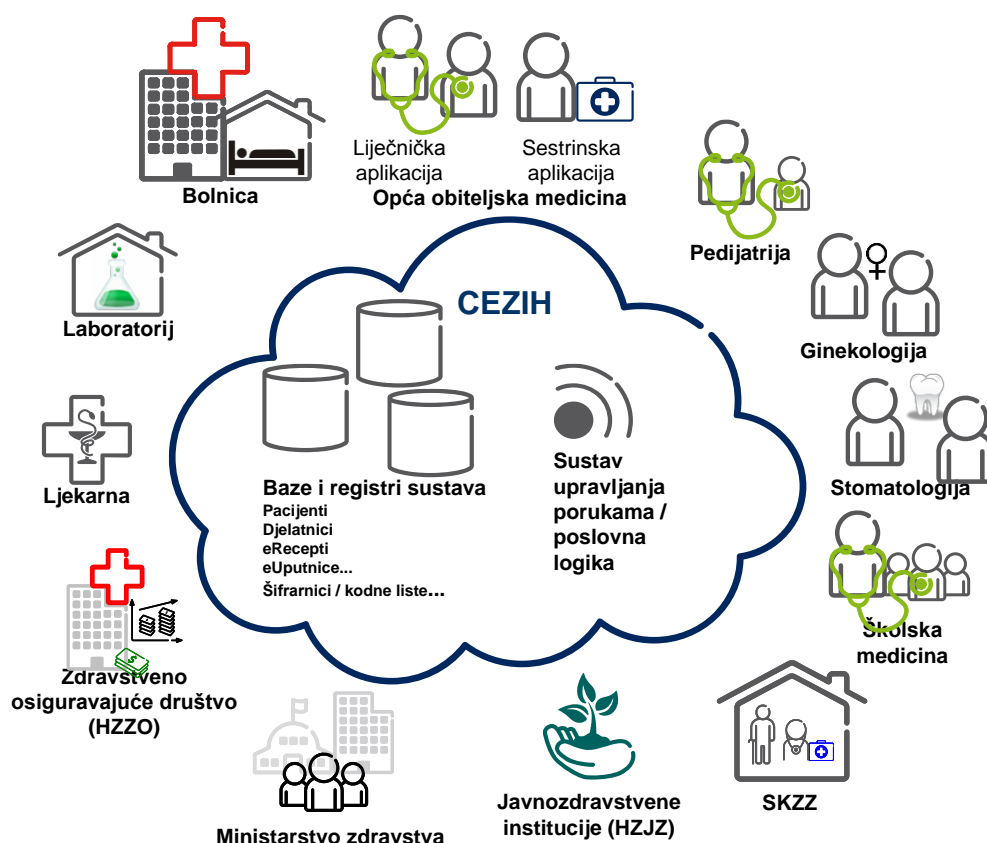 Liječnička
aplikacija
Sestrinska
aplikacija
Opća obiteljska medicina
Bolnica
Pedijatrija
Laboratorij
CEZIH
Ginekologija
Ljekarna
Baze i registri sustava
Pacijenti
Djelatnici
eRecepti
eUputnice...
Šifrarnici / kodne liste...
Sustav
upravljanja
porukama /
poslovna
logika
Stomatologija
Školska
medicina
$
Zdravstveno
osiguravajuće društvo
(HZZO)
SKZZ
Javnozdravstvene
institucije (HZJZ)
Ministarstvo zdravstva